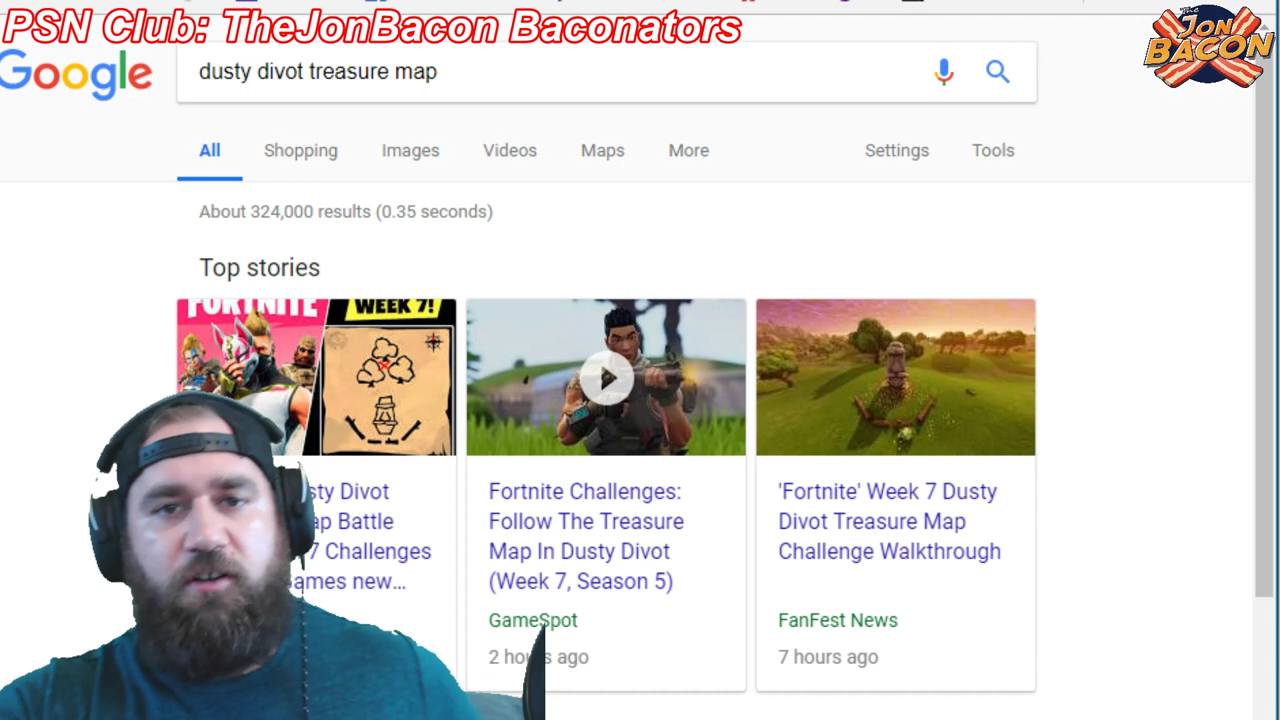 PSN Club: TheJonBacon Baconators
The
JON
BACON
Google
dusty divot treasure map
All
Shopping
Images
Videos
Maps
More
Settings
Tools
About 324,000 results (0.35 seconds)
Top stories
FORTNITE
WEEK 7!
sty Divot
ap Battle
7 Challenges
ames new...
Fortnite Challenges:
Follow The Treasure
Map In Dusty Divot
(Week 7, Season 5)
GameSpot
2 hours ago
'Fortnite' Week 7 Dusty
Divot Treasure Map
Challenge Walkthrough
FanFest News
7 hours ago